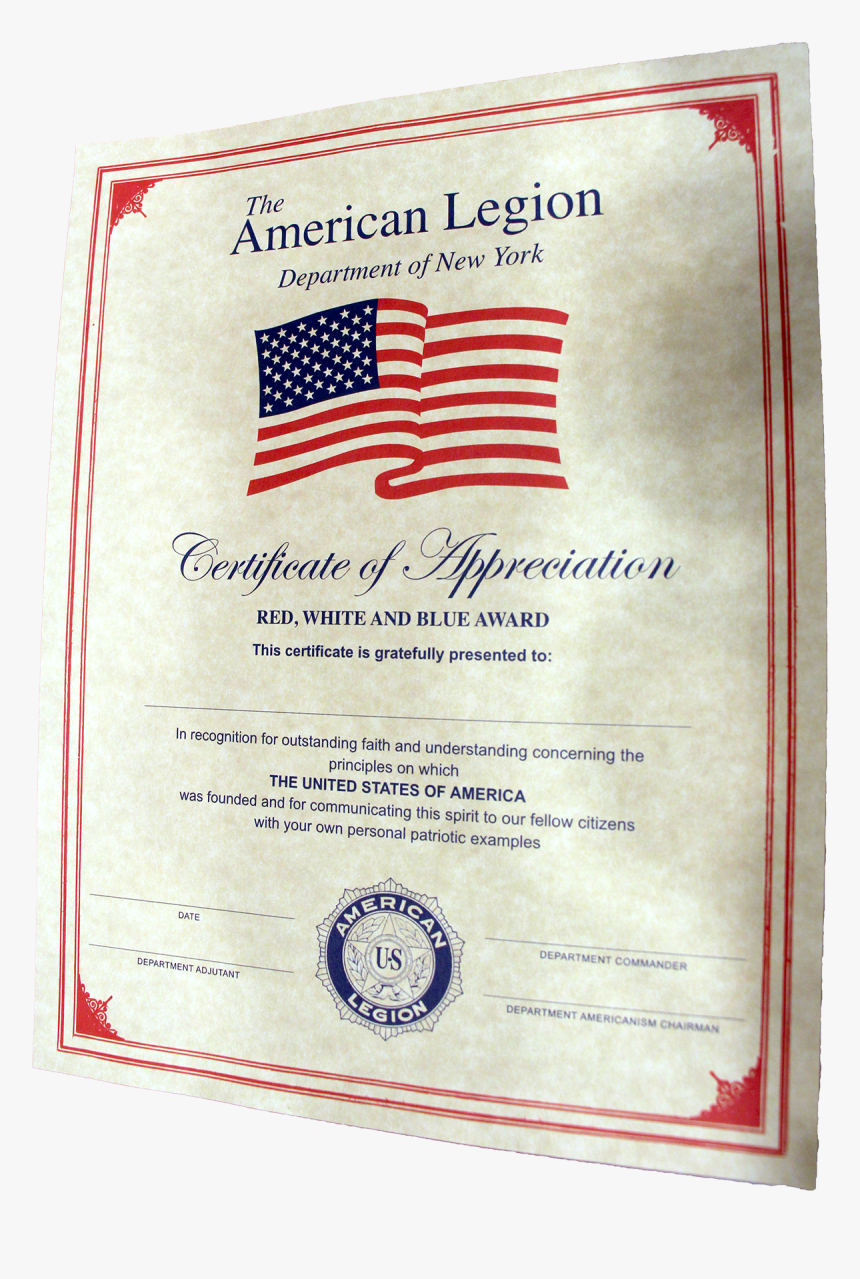 The
American Legion
Department of New York
Certificate of Appreciation
RED, WHITE AND BLUE AWARD
This certificate is gratefully presented to:
In recognition for outstanding faith and understanding concerning the
principles on which
THE UNITED STATES OF AMERICA
was founded and for communicating this spirit to our fellow citizens
with your own personal patriotic examples
DATE
DEPARTMENT ADJUTANT
AMERICAN
U·S
LEGION
DEPARTMENT COMMANDER
DEPARTMENT AMERICANISM CHAIRMAN